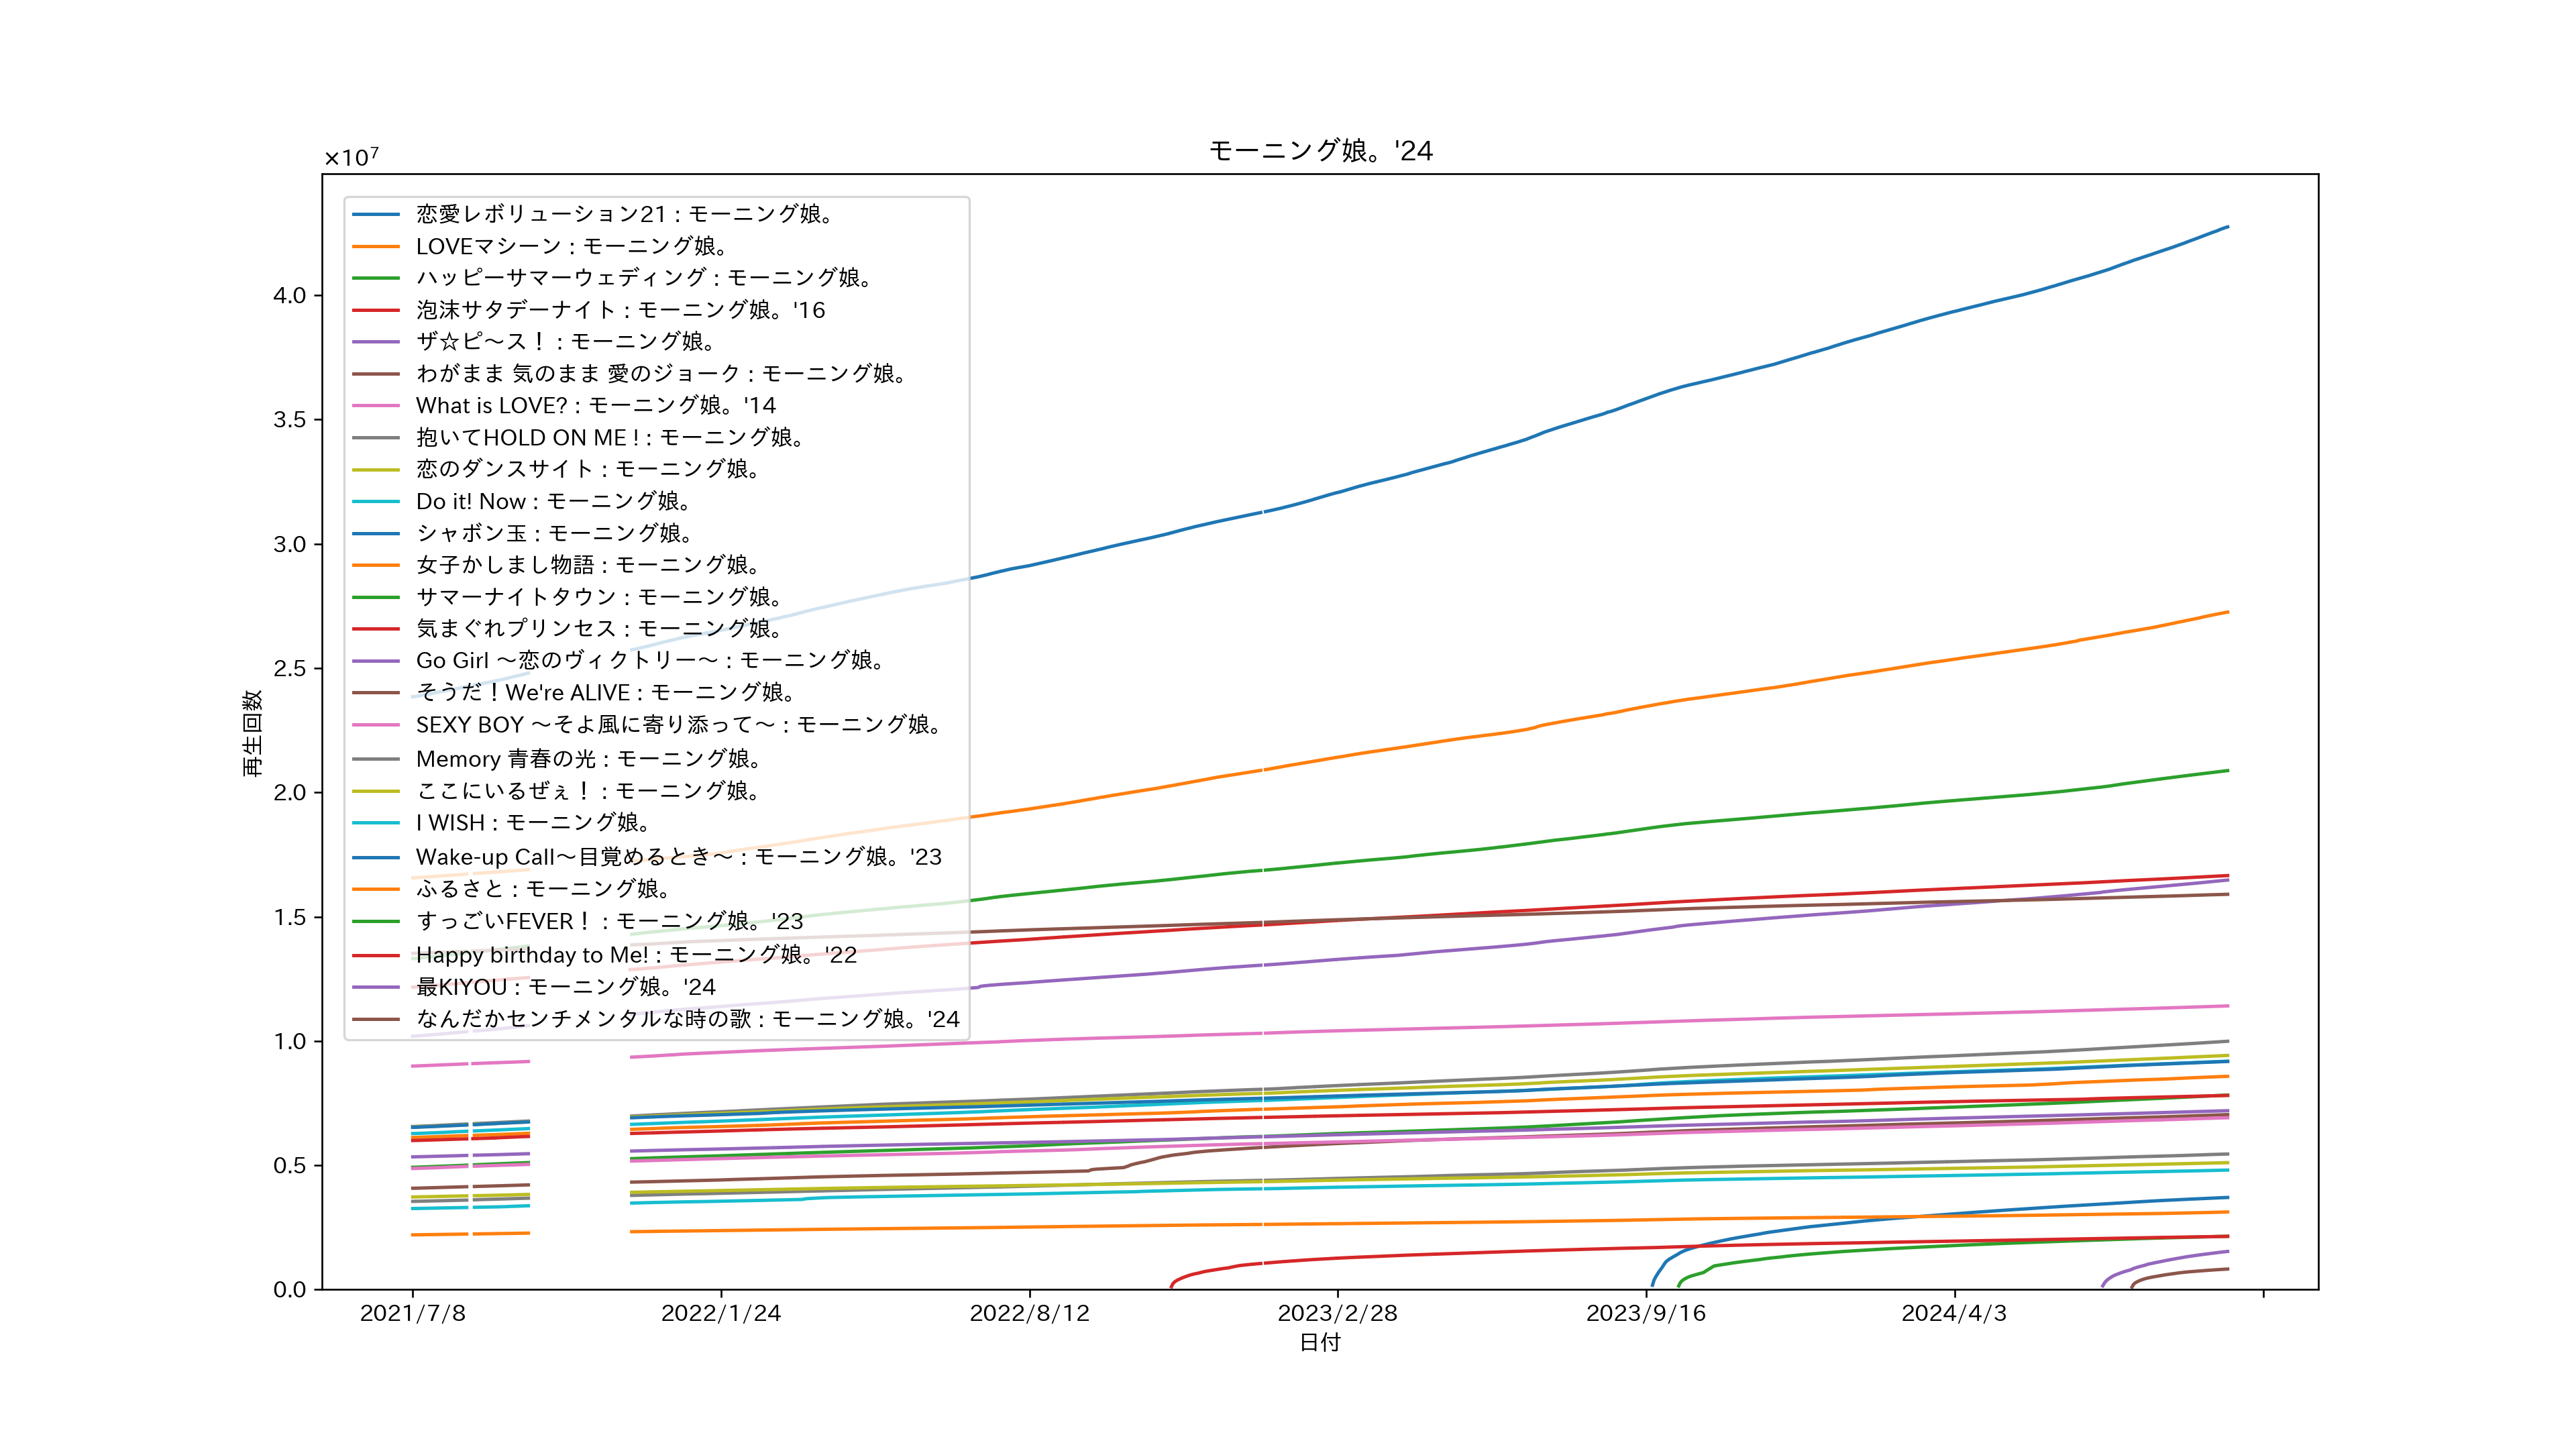 モーニング娘。'24
×10⁷
恋愛レボリューション21 : モーニング娘。
LOVEマシーン : モーニング娘。
ハッピーサマーウェディング : モーニング娘。
泡沫サタデーナイト : モーニング娘。'16
ザ☆ピ～ス！ : モーニング娘。
わがまま 気のまま 愛のジョーク : モーニング娘。
What is LOVE? : モーニング娘。'14
抱いてHOLD ON ME ! : モーニング娘。
恋のダンスサイト : モーニング娘。
Do it! Now : モーニング娘。
シャボン玉 : モーニング娘。
女子かしまし物語 : モーニング娘。
サマーナイトタウン : モーニング娘。
気まぐれプリンセス : モーニング娘。
Go Girl ～恋のヴィクトリー～ : モーニング娘。
そうだ！We're ALIVE : モーニング娘。
SEXY BOY ～そよ風に寄り添って～ : モーニング娘。
Memory 青春の光 : モーニング娘。
ここにいるぜぇ！ : モーニング娘。
I WISH : モーニング娘。
Wake-up Call～目覚めるとき～ : モーニング娘。'23
ふるさと : モーニング娘。
すっごいFEVER！ : モーニング娘。'23
Happy birthday to Me! : モーニング娘。'22
最KIYOU : モーニング娘。'24
なんだかセンチメンタルな時の歌 : モーニング娘。'24
4.0
3.5
3.0
2.5
2.0
1.5
1.0
0.5
0.0
再生回数
2021/7/8
2022/1/24
2022/8/12
2023/2/28
2023/9/16
2024/4/3
日付